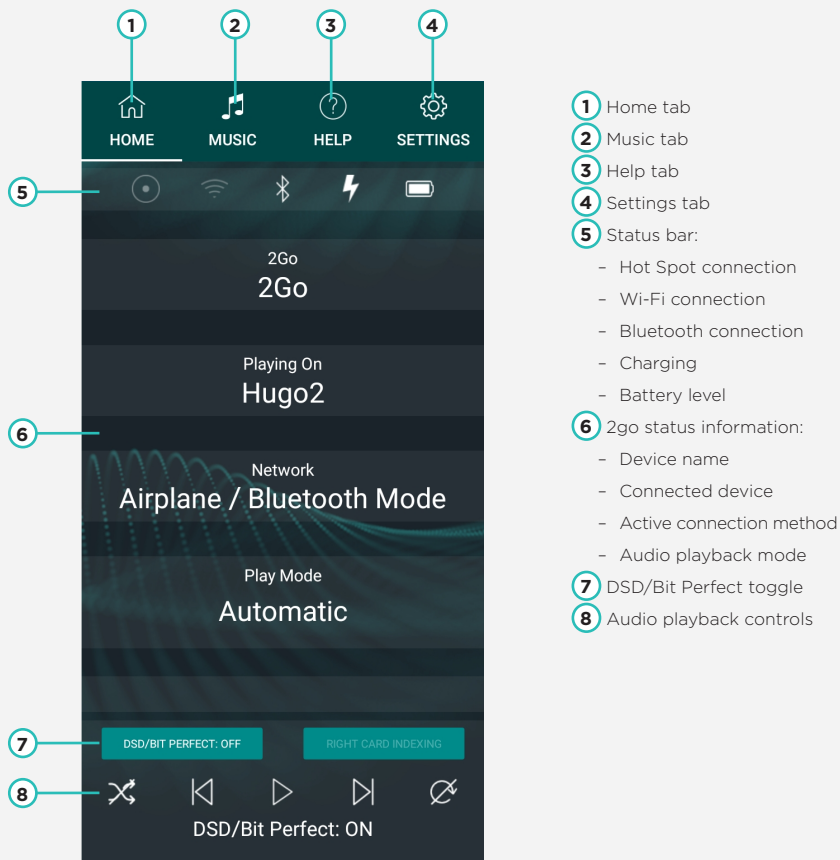 1
2
3
4
HOME
MUSIC
HELP
SETTINGS
5
2Go
2Go
Playing On
Hugo2
6
Network
Airplane / Bluetooth Mode
Play Mode
Automatic
7
DSD/BIT PERFECT: OFF
RIGHT CARD INDEXING
8
DSD/Bit Perfect: ON
1 Home tab
2 Music tab
3 Help tab
4 Settings tab
5 Status bar:
– Hot Spot connection
– Wi-Fi connection
– Bluetooth connection
– Charging
– Battery level
6 2go status information:
– Device name
– Connected device
– Active connection method
– Audio playback mode
7 DSD/Bit Perfect toggle
8 Audio playback controls